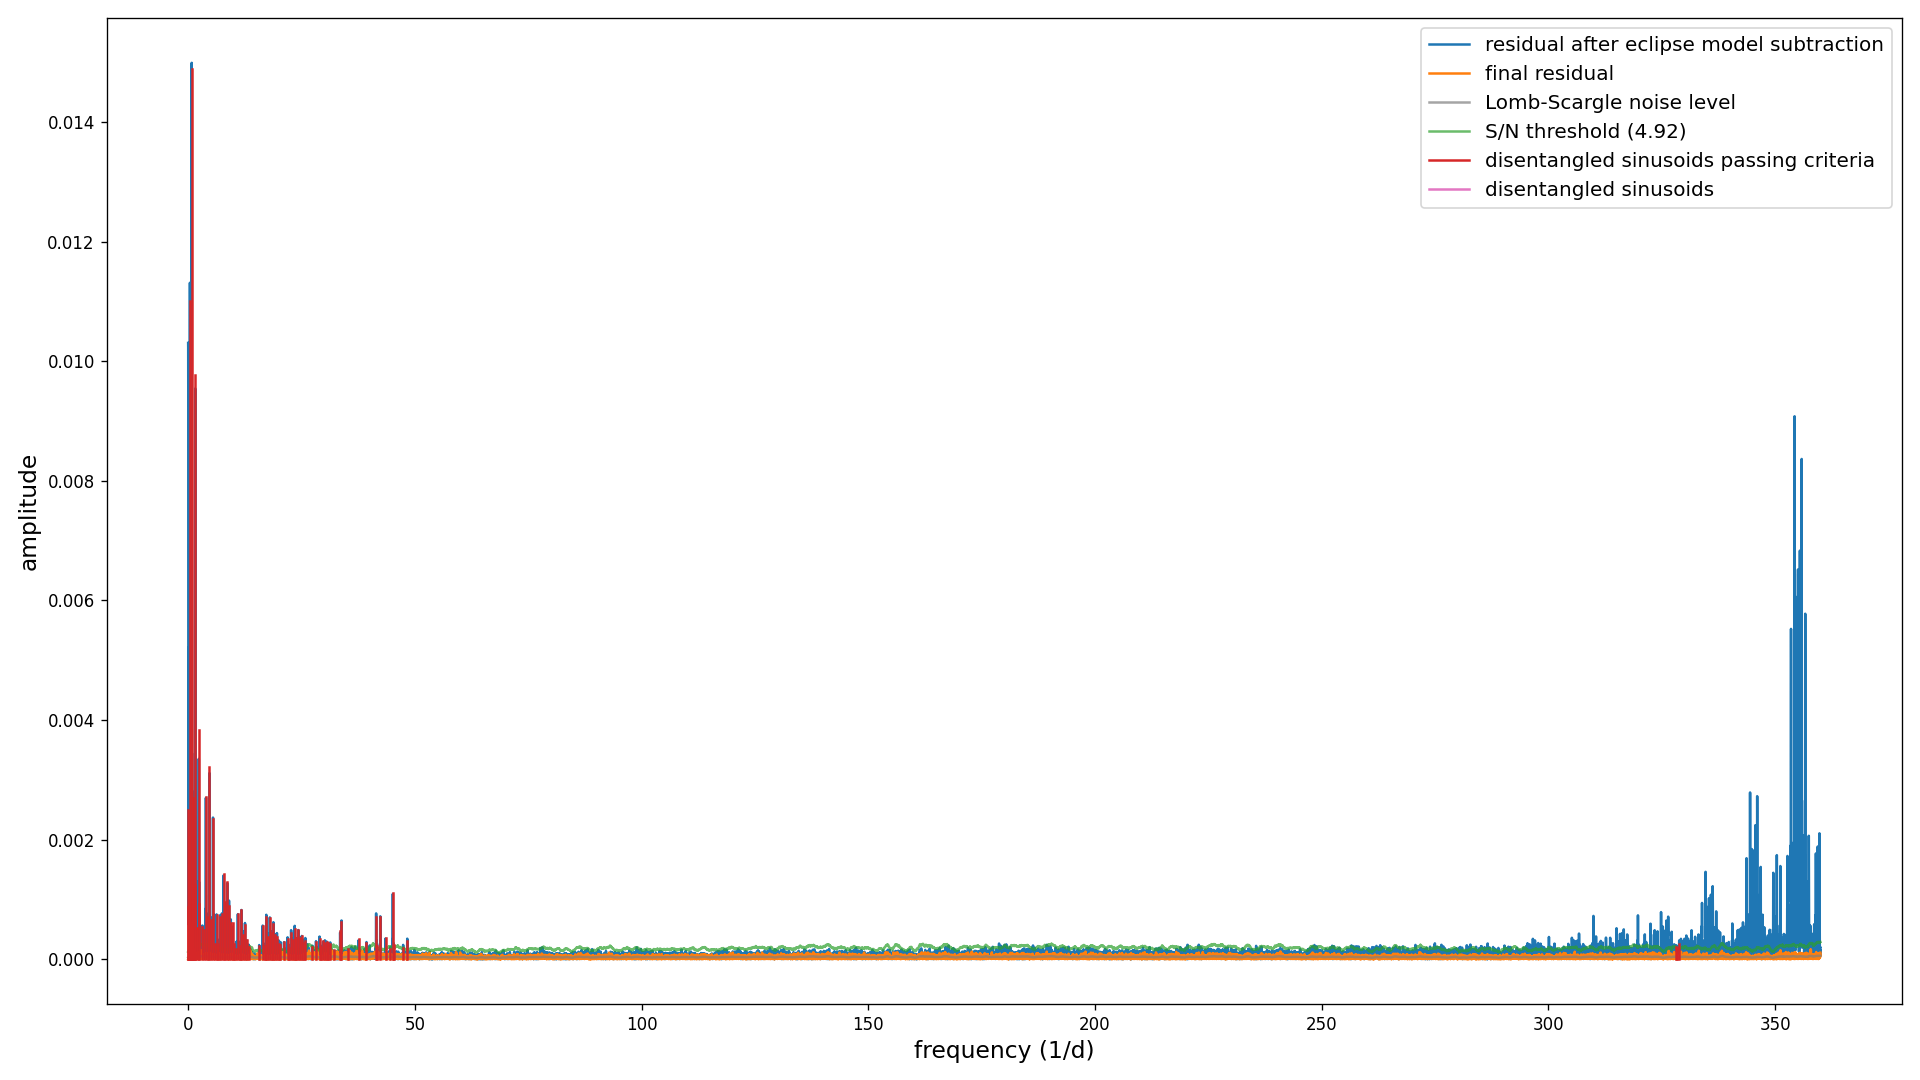 residual after eclipse model subtraction
final residual
Lomb-Scargle noise level
S/N threshold (4.92)
disentangled sinusoids passing criteria
disentangled sinusoids
amplitude
0.014
0.012
0.010
0.008
0.006
0.004
0.002
0.000
0 50 100 150 200 250 300 350
frequency (1/d)